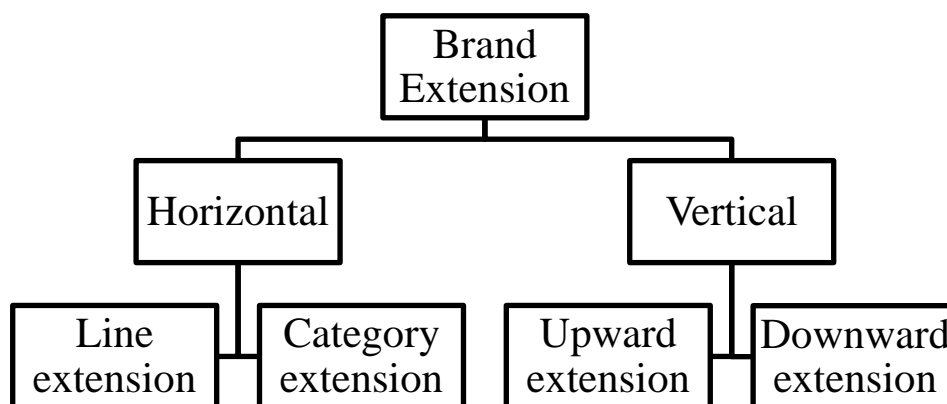 Brand
Extension
Horizontal
Vertical
Line
extension
Category
extension
Upward
extension
Downward
extension